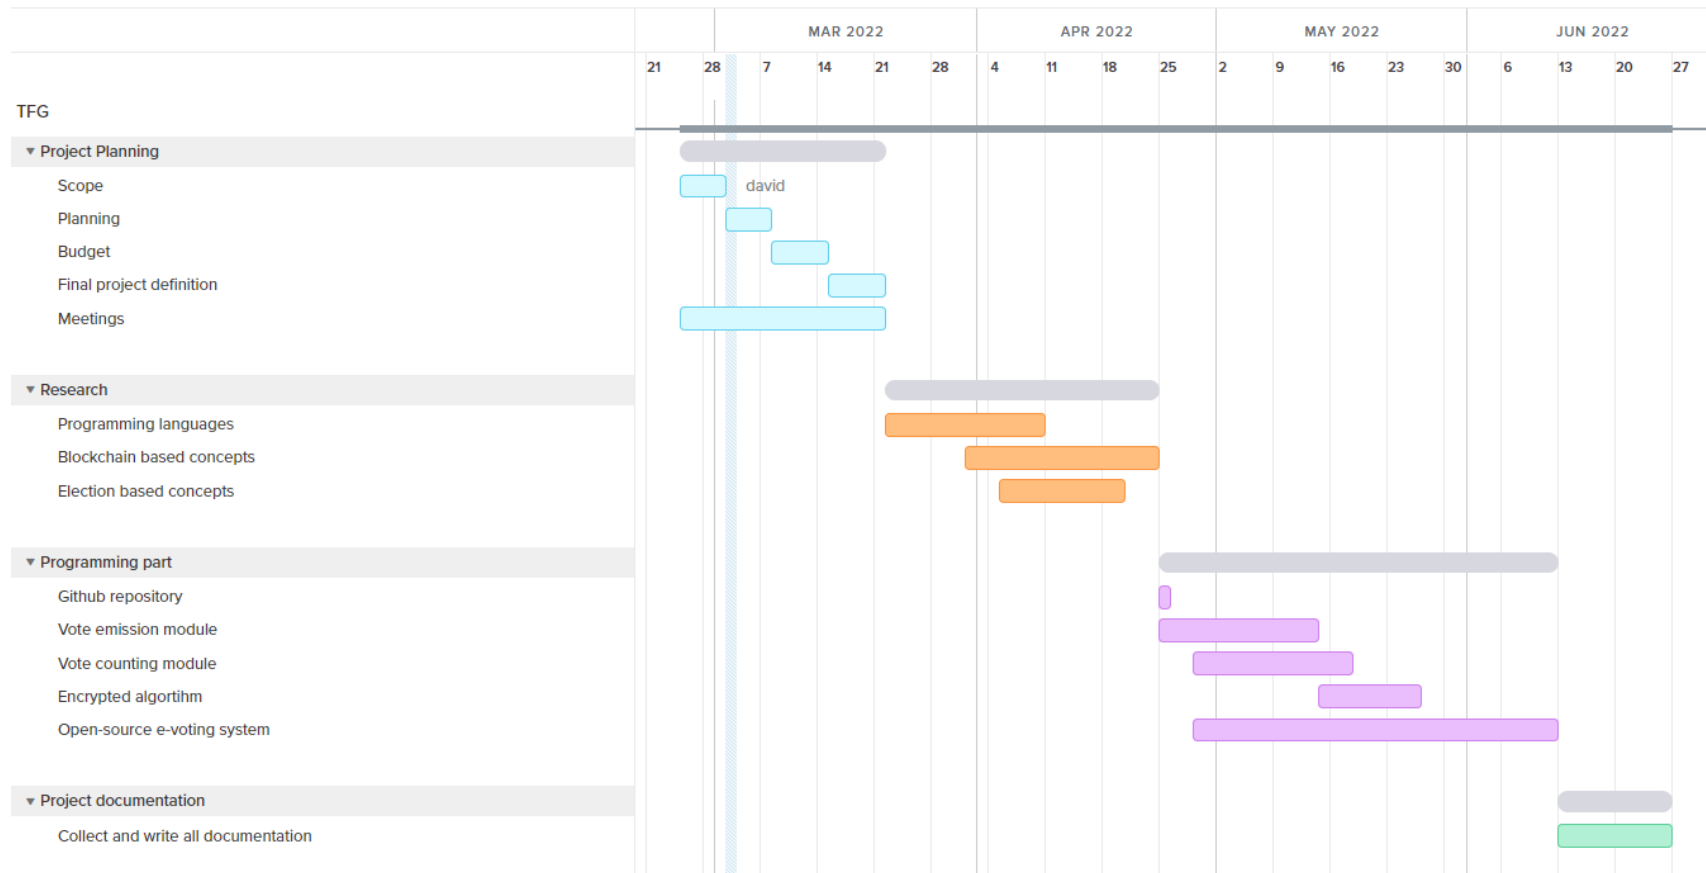 MAR 2022 APR 2022 MAY 2022 JUN 2022
21 28 7 14 21 28 4 11 18 25 2 9 16 23 30 6 13 20 27
TFG
Project Planning
Scope david
Planning
Budget
Final project definition
Meetings
Research
Programming languages
Blockchain based concepts
Election based concepts
Programming part
Github repository
Vote emission module
Vote counting module
Encrypted algortihm
Open-source e-voting system
Project documentation
Collect and write all documentation